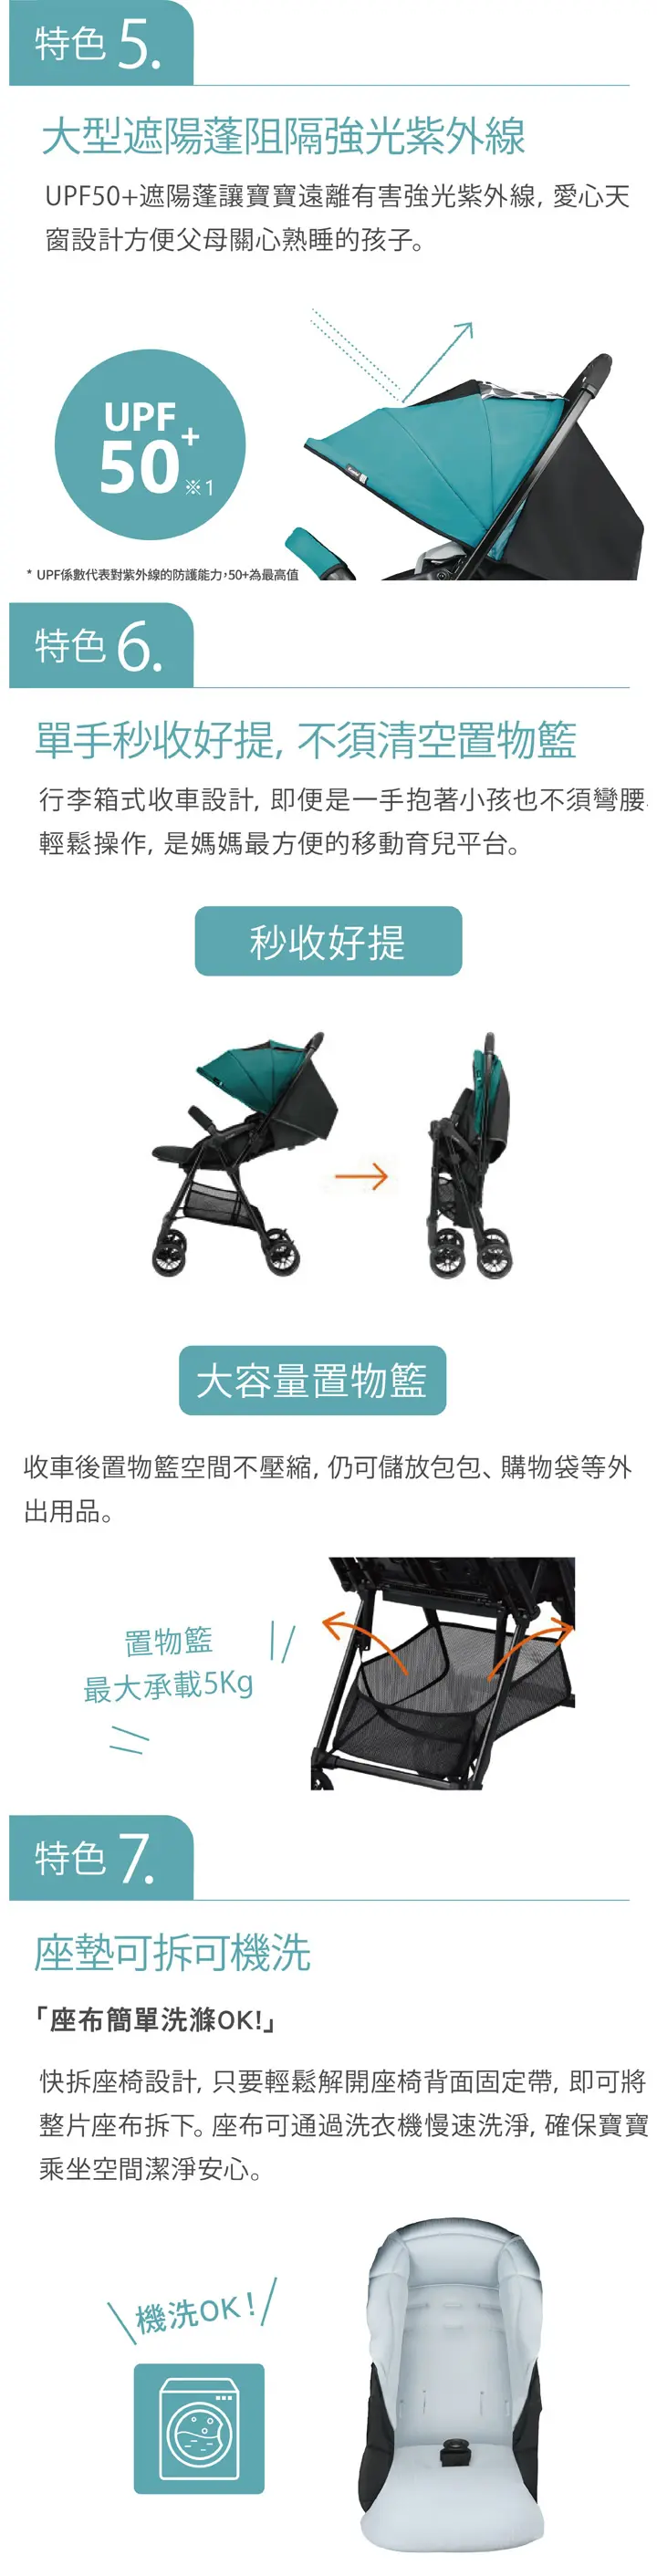 特色 5.
大型遮陽蓬阻隔強光紫外線
UPF50+遮陽蓬讓寶寶遠離有害強光紫外線, 愛心天
窗設計方便父母關心熟睡的孩子。
UPF
50+
※1
* UPF係數代表對紫外線的防護能力,50+為最高值
特色 6.
單手秒收好提, 不須清空置物籃
行李箱式收車設計, 即便是一手抱著小孩也不須彎腰
輕鬆操作, 是媽媽最方便的移動育兒平台。
秒收好提
大容量置物籃
收車後置物籃空間不壓縮, 仍可儲放包包、購物袋等外
出用品。
置物籃
最大承載5Kg
特色 7.
座墊可拆可機洗
「座布簡單洗滌OK!」
快拆座椅設計, 只要輕鬆解開座椅背面固定帶, 即可將
整片座布拆下。座布可通過洗衣機慢速洗淨, 確保寶寶
乘坐空間潔淨安心。
機洗OK!